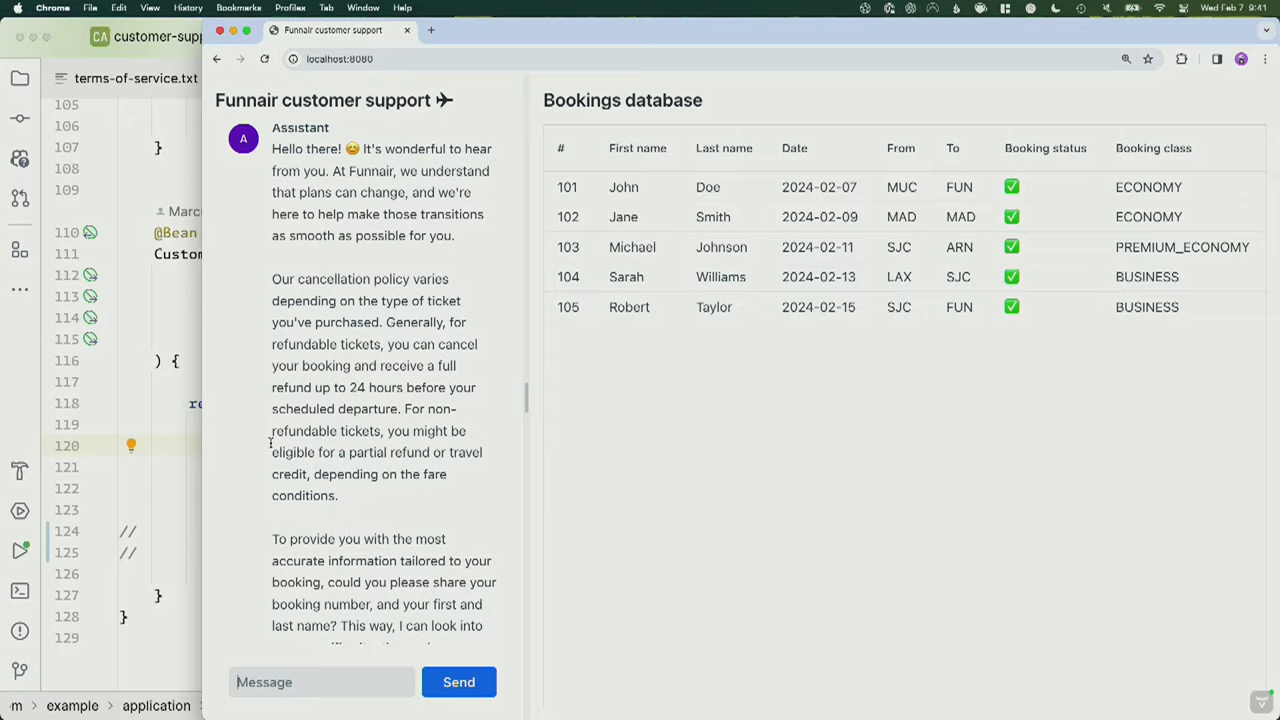 Chrome File Edit View History Bookmarks Profiles Tab Window Help Wed Feb 7 9:41
CA customer-sup
terms-of-service.txt
105
106
107 }
108
109
Marc
110 @Bean
111 Custom
112
113
114
115
116 ) {
117
118 re
119
120
121
122
123
124 //
125 //
126
127 }
128 }
129
example application
Funnair customer support
localhost:8080
Funnair customer support ✈
A
Assistant
Hello there! 😊 It's wonderful to hear
from you. At Funnair, we understand
that plans can change, and we're
here to help make those transitions
as smooth as possible for you.
Our cancellation policy varies
depending on the type of ticket
you've purchased. Generally, for
refundable tickets, you can cancel
your booking and receive a full
refund up to 24 hours before your
scheduled departure. For non-
refundable tickets, you might be
eligible for a partial refund or travel
credit, depending on the fare
conditions.
To provide you with the most
accurate information tailored to your
booking, could you please share your
booking number, and your first and
last name? This way, I can look into
Message
Send
Bookings database
# First name Last name Date From To Booking status Booking class
101 John Doe 2024-02-07 MUC FUN ✅ ECONOMY
102 Jane Smith 2024-02-09 MAD MAD ✅ ECONOMY
103 Michael Johnson 2024-02-11 SJC ARN ✅ PREMIUM_ECONOMY
104 Sarah Williams 2024-02-13 LAX SJC ✅ BUSINESS
105 Robert Taylor 2024-02-15 SJC FUN ✅ BUSINESS